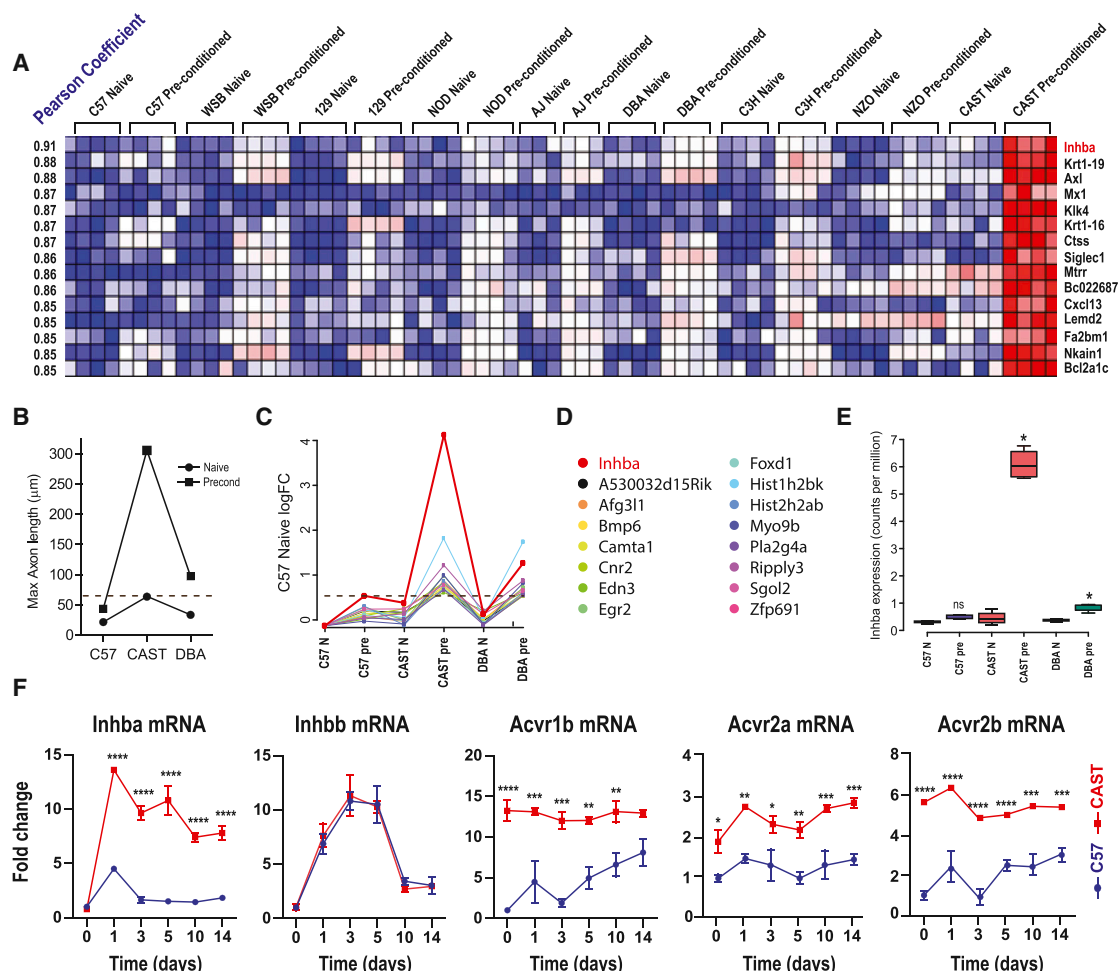 A
Pearson Coefficient
C57 Naive
C57 Pre-conditioned
WSB Naive
WSB Pre-conditioned
129 Naive
129 Pre-conditioned
NOD Naive
NOD Pre-conditioned
AJ Naive
AJ Pre-conditioned
DBA Naive
DBA Pre-conditioned
C3H Naive
C3H Pre-conditioned
NZO Naive
NZO Pre-conditioned
CAST Naive
CAST Pre-conditioned
0.91 Inhba
0.88 Krt1-19
0.88 Axl
0.87 Mx1
0.87 Klk4
0.87 Krt1-16
0.87 Ctss
0.86 Siglec1
0.86 Mtrr
0.86 Bc022687
0.85 Cxcl13
0.85 Lemd2
0.85 Fa2bm1
0.85 Nkain1
0.85 Bcl2a1c
B
Max Axon length (μm)
300
250
200
150
100
50
0
C57 CAST DBA
Naive
Precond
C
C57 Naive logFC
4
3
2
1
0
C57 N
C57 pre
CAST N
CAST pre
DBA N
DBA pre
D
Inhba
A530032d15Rik
Afg3l1
Bmp6
Camta1
Cnr2
Edn3
Egr2
Foxd1
Hist1h2bk
Hist2h2ab
Myo9b
Pla2g4a
Ripply3
Sgol2
Zfp691
E
Inhba expression (counts per million)
7
6
5
4
3
2
1
0
ns
*
*
C57 N
C57 pre
CAST N
CAST pre
DBA N
DBA pre
F
Fold change
Inhba mRNA
15
10
5
0
**** **** **** **** ****
0 1 3 5 10 14
Time (days)
Inhbb mRNA
15
10
5
0
0 1 3 5 10 14
Time (days)
Acvr1b mRNA
20
15
10
5
0
**** *** *** ** **
0 1 3 5 10 14
Time (days)
Acvr2a mRNA
4
3
2
1
0
* ** * ** *** ***
0 1 3 5 10 14
Time (days)
Acvr2b mRNA
8
6
4
2
0
**** **** *** **** *** ***
0 1 3 5 10 14
Time (days)
C57 CAST